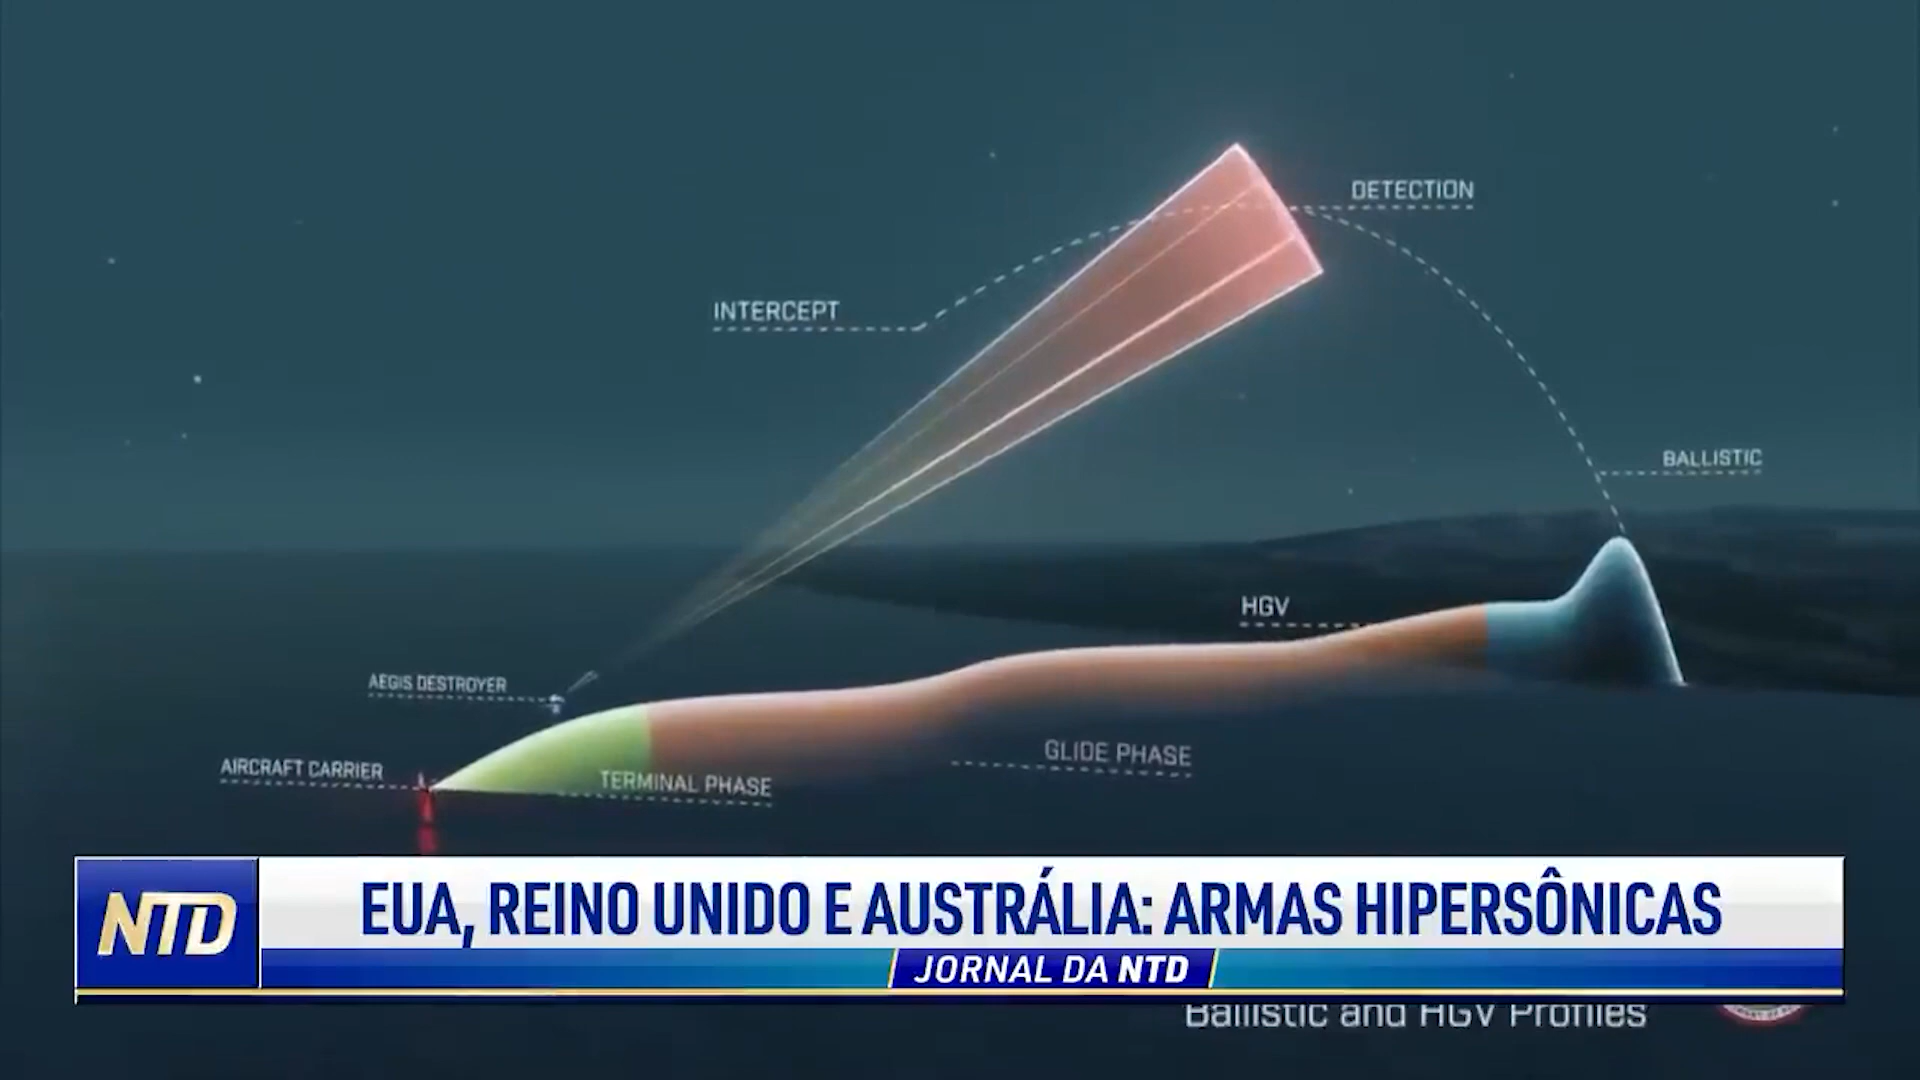 DETECTION
INTERCEPT
BALLISTIC
HGV
AEGIS DESTROYER
GLIDE PHASE
AIRCRAFT CARRIER
TERMINAL PHASE
NTD
EUA, REINO UNIDO E AUSTRÁLIA: ARMAS HIPERSÔNICAS
JORNAL DA NTD
Ballistic and HGV Profiles